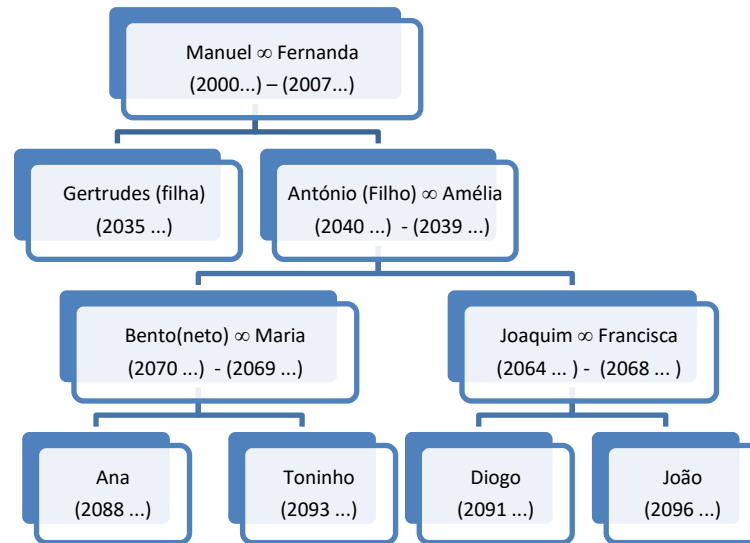 Manuel ∞ Fernanda
(2000...) – (2007...)
Gertrudes (filha)
(2035 ...)
António (Filho) ∞ Amélia
(2040 ...) - (2039 ...)
Bento(neto) ∞ Maria
(2070 ...) - (2069 ...)
Joaquim ∞ Francisca
(2064 ... ) - (2068 ... )
Ana
(2088 ...)
Toninho
(2093 ...)
Diogo
(2091 ...)
João
(2096 ...)